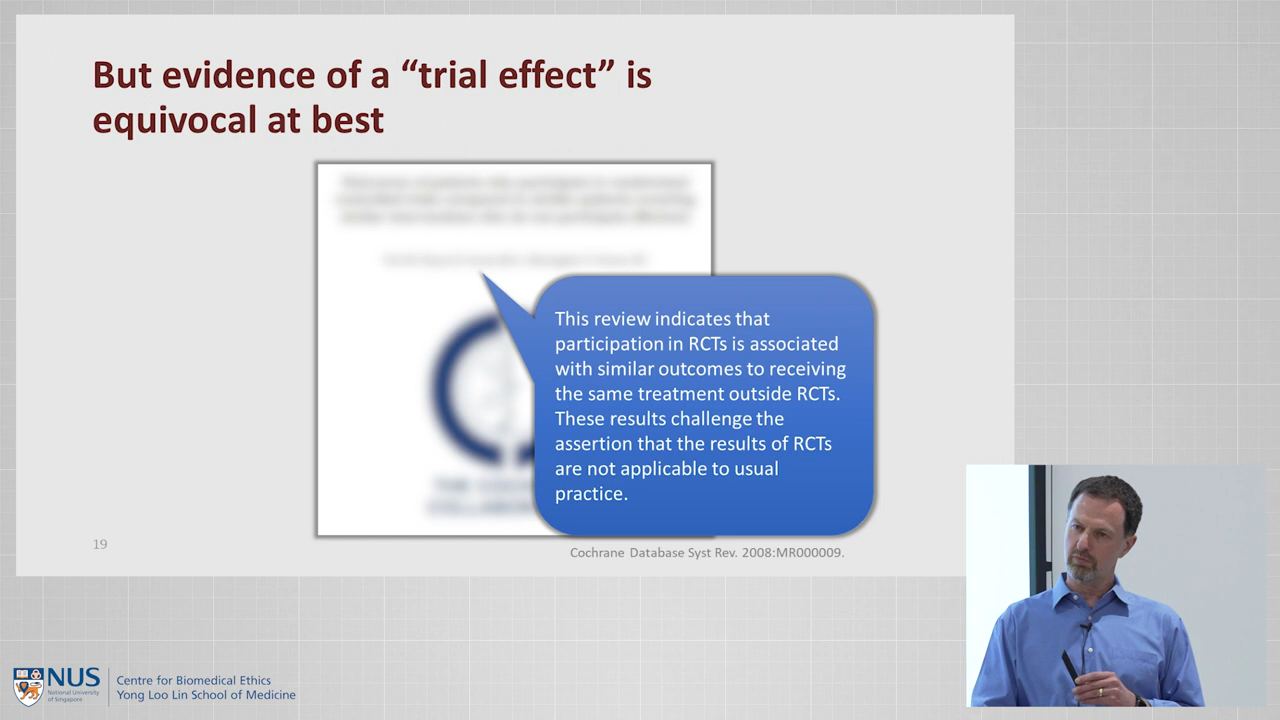 But evidence of a “trial effect” is
equivocal at best
This review indicates that
participation in RCTs is associated
with similar outcomes to receiving
the same treatment outside RCTs.
These results challenge the
assertion that the results of RCTs
are not applicable to usual
practice.
19
Cochrane Database Syst Rev. 2008:MR000009.
NUS
National University
of Singapore
Centre for Biomedical Ethics
Yong Loo Lin School of Medicine